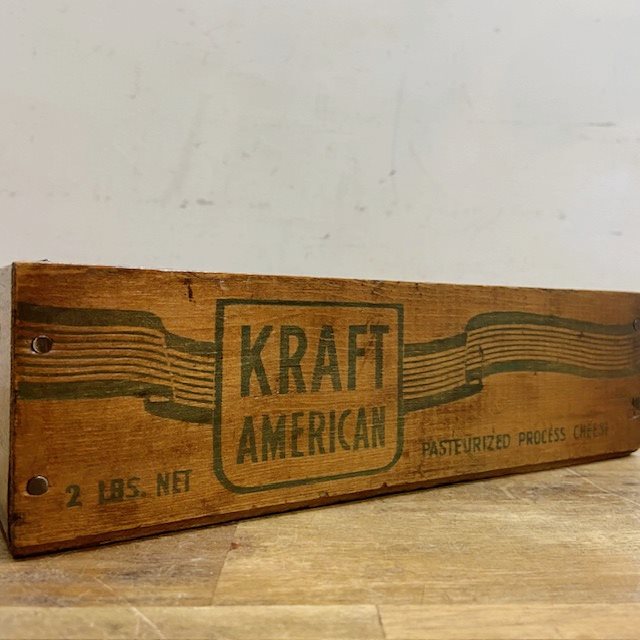 KRAFT
AMERICAN
2 LBS. NET
PASTEURIZED PROCESS CHEESE